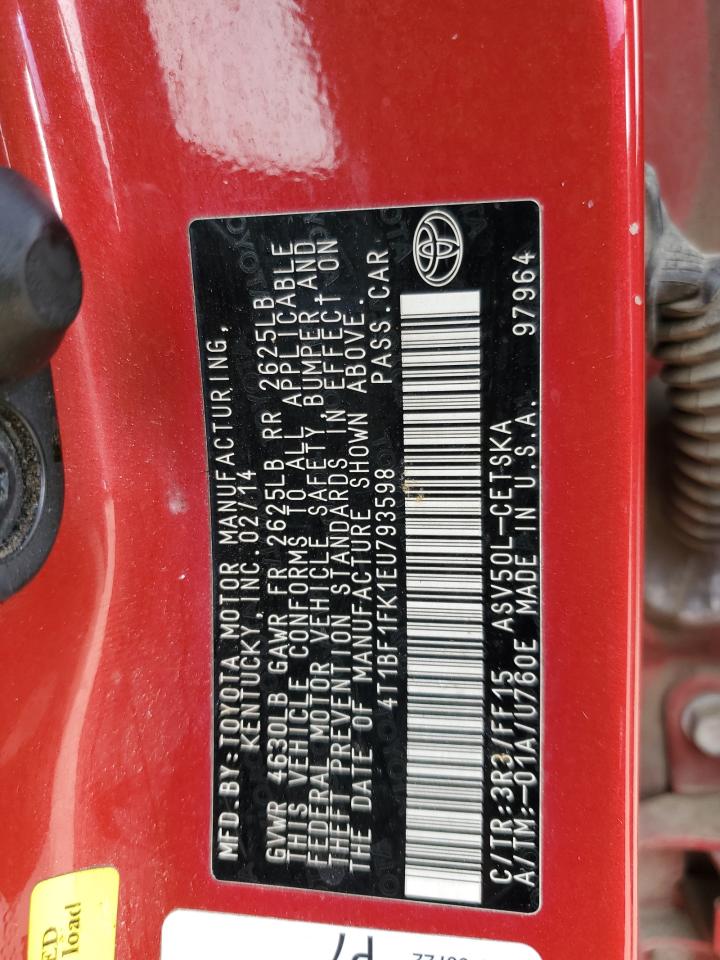 MFD.BY:TOYOTA MOTOR MANUFACTURING,
KENTUCKY, INC. 02/14
GVWR 4630LB GAWR FR 2625LB RR 2625LB
THIS VEHICLE CONFORMS TO ALL APPLICABLE
FEDERAL MOTOR VEHICLE SAFETY, BUMPER, AND
THEFT PREVENTION STANDARDS IN EFFECT ON
THE DATE OF MANUFACTURE SHOWN ABOVE.
4T1BF1FK1EU793598 PASS.CAR
C/TR:3R3/FF15 ASV50L-CETSKA
A/TM:-01A/U760E MADE IN U.S.A. 97964
TOYOTA
load